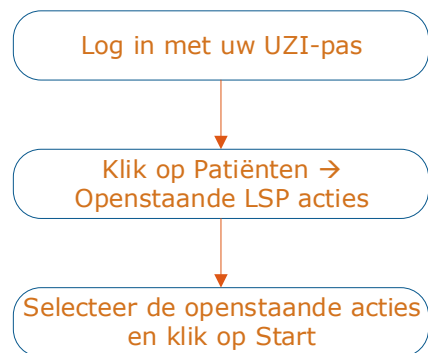 Log in met uw UZI-pas
Klik op Patiënten →
Openstaande LSP acties
Selecteer de openstaande acties
en klik op Start